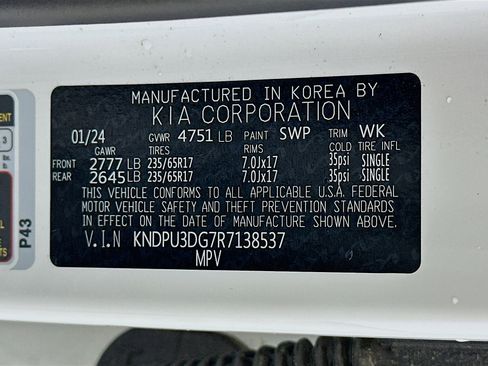 MANUFACTURED IN KOREA BY
KIA CORPORATION
01/24 GVWR 4751 LB PAINT SWP TRIM WK
GAWR TIRES RIMS COLD TIRE INFL
FRONT 2777 LB 235/65R17 7.0Jx17 35psi SINGLE
REAR 2645 LB 235/65R17 7.0Jx17 35psi SINGLE
THIS VEHICLE CONFORMS TO ALL APPLICABLE U.S.A. FEDERAL
MOTOR VEHICLE SAFETY AND THEFT PREVENTION STANDARDS
IN EFFECT ON THE DATE OF MANUFACTURE SHOWN ABOVE.
V.I.N KNDPU3DG7R7138537
MPV
P43
3